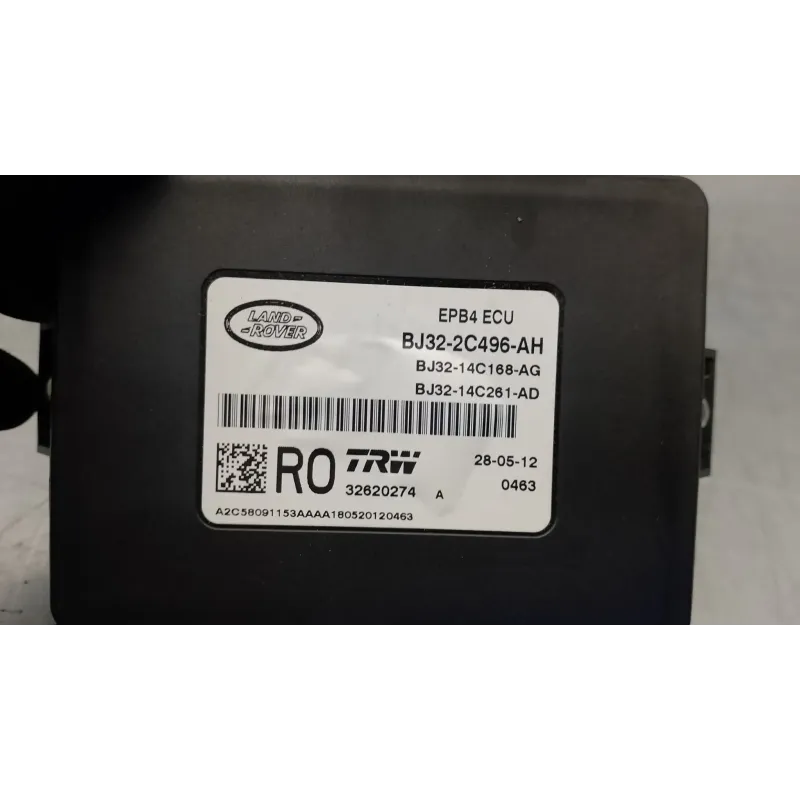 LAND ROVER
EPB4 ECU
BJ32-2C496-AH
BJ32-14C168-AG
BJ32-14C261-AD
RO TRW 28-05-12
32620274 A 0463
A2C58091153AAAA180520120463